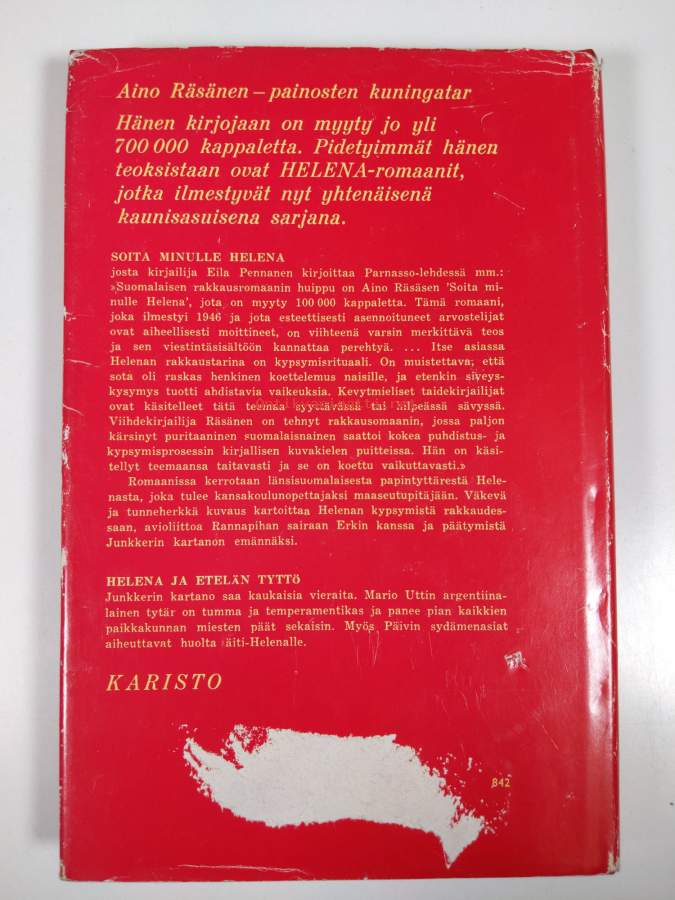 Aino Räsänen – painosten kuningatar
Hänen kirjojaan on myyty jo yli
700 000 kappaletta. Pidetyimmät hänen
teoksistaan ovat HELENA-romaanit,
jotka ilmestyvät nyt yhtenäisenä
kaunisasuisena sarjana.
SOITA MINULLE HELENA
josta kirjailija Eila Pennanen kirjoittaa Parnasso-lehdessä mm.:
»Suomalaisen rakkausromaanin huippu on Aino Räsäsen 'Soita mi-
nulle Helena', jota on myyty 100 000 kappaletta. Tämä romaani,
joka ilmestyi 1946 ja jota esteettisesti asennoituneet arvostelijat
ovat aiheellisesti moittineet, on viihteenä varsin merkittävä teos
ja sen viestintäsisältöön kannattaa perehtyä. ... Itse asiassa
Helenan rakkaustarina on kypsymisrituaali. On muistettava, että
sota oli raskas henkinen koettelemus naisille, ja etenkin siveys-
kysymys tuotti ahdistavia vaikeuksia. Kevytmieliset taidekirjailijat
ovat käsitelleet tätä teemaa syyttävässä tai ilkeässä sävyssä.
Viihdekirjailija Räsänen on tehnyt rakkausromaanin, jossa paljon
kärsinyt puritaaninen suomalaisnainen saattoi kokea puhdistus- ja
kypsymisprosessin kirjallisen kuvakielen puitteissa. Hän on käsi-
tellyt teemaansa taitavasti ja se on koettu vaikuttavasti.»
Romaanissa kerrotaan länsisuomalaisesta papintyttärestä Hele-
nasta, joka tulee kansakoulunopettajaksi maaseutupitäjään. Väkevä
ja tunneherkkä kuvaus kartoittaa Helenan kypsymistä rakkaudes-
saan, avioliittoa Rannapihan sairaan Erkin kanssa ja päätymistä
Junkkerin kartanon emännäksi.
HELENA JA ETELÄN TYTTÖ
Junkkerin kartano saa kaukaisia vieraita. Mario Uttin argentiina-
lainen tytär on tumma ja temperamentikas ja panee pian kaikkien
paikkakunnan miesten päät sekaisin. Myös Päivin sydämenasiat
aiheuttavat huolta äiti-Helenalle.
KARISTO
842